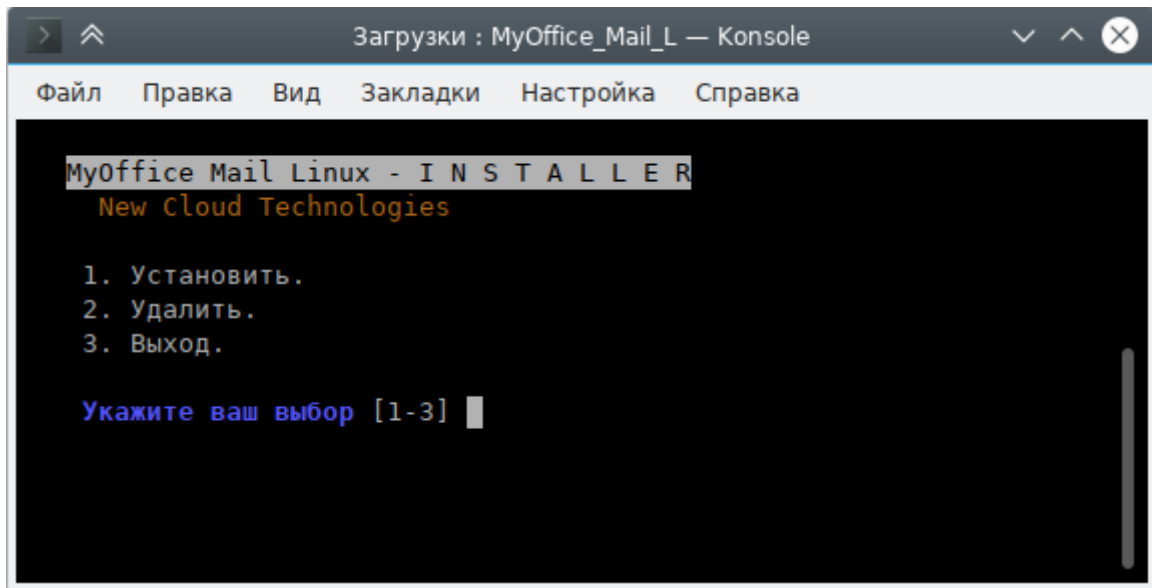 Загрузки : MyOffice_Mail_L — Konsole
Файл Правка Вид Закладки Настройка Справка
MyOffice Mail Linux - I N S T A L L E R
New Cloud Technologies
1. Установить.
2. Удалить.
3. Выход.
Укажите ваш выбор [1-3]